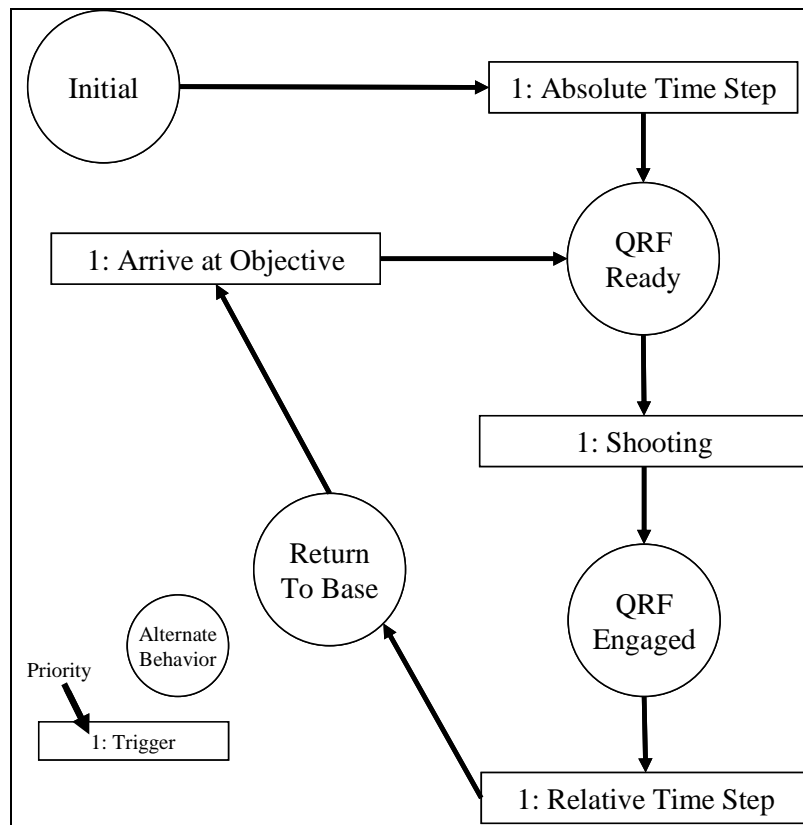 Initial
1: Absolute Time Step
1: Arrive at Objective
QRF
Ready
1: Shooting
Return
To Base
QRF
Engaged
Alternate
Behavior
Priority
1: Trigger
1: Relative Time Step